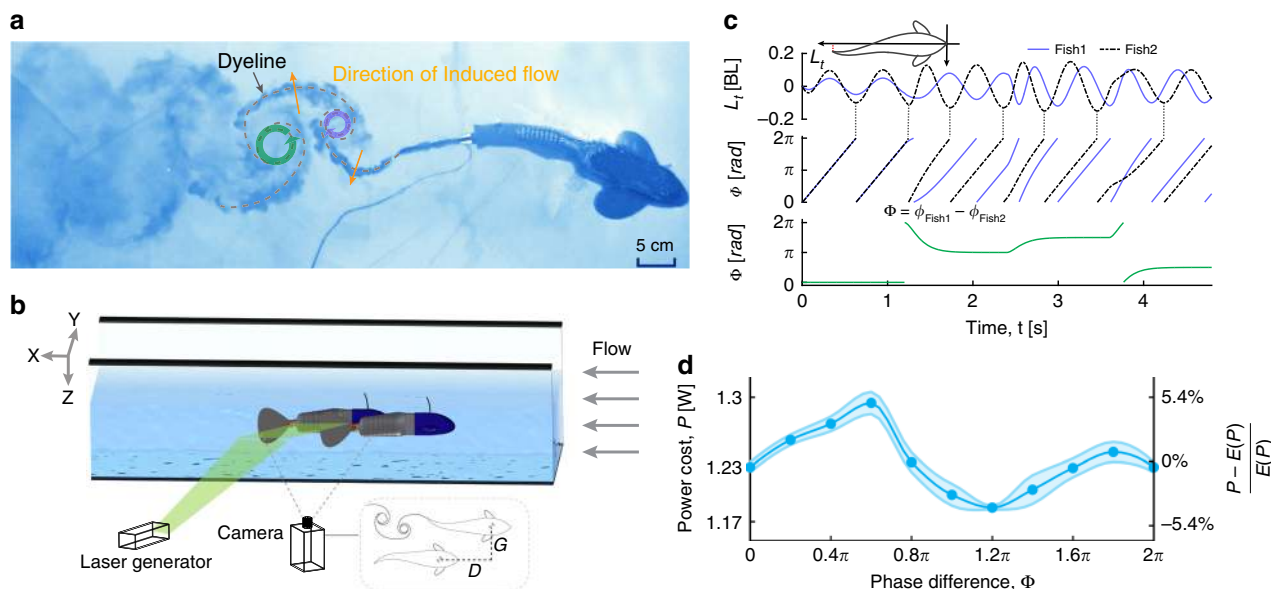 a
Dyeline
Direction of Induced flow
5 cm
b
Y
X
Z
Flow
Laser generator
Camera
G
D
c
L_t
Fish1
Fish2
L_t [BL]
0.2
0
−0.2
Φ [rad]
2π
π
0
Φ = ϕ_Fish1 − ϕ_Fish2
Φ [rad]
2π
π
0
0 1 2 3 4
Time, t [s]
d
Power cost, P [W]
1.3
1.23
1.17
5.4%
0%
−5.4%
P − E(P)
E(P)
0 0.4π 0.8π 1.2π 1.6π 2π
Phase difference, Φ